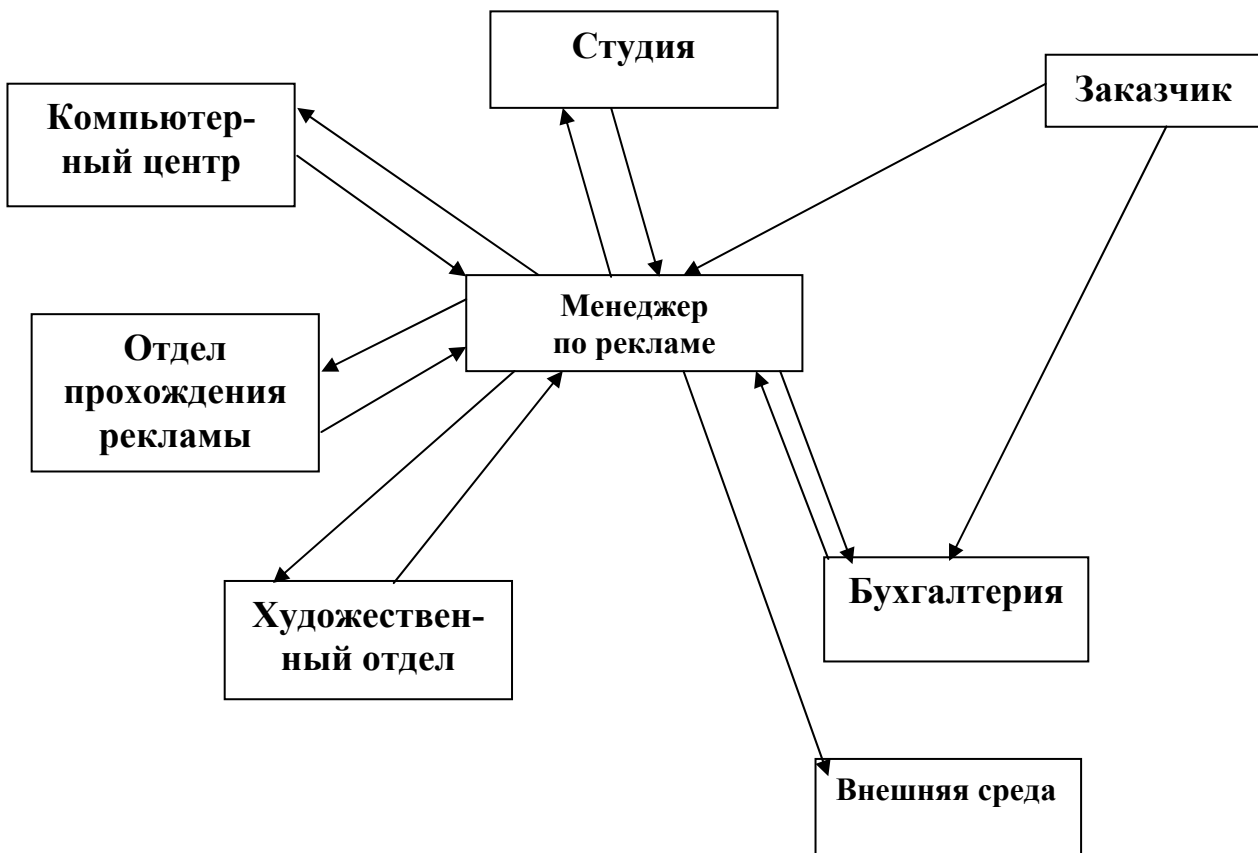 Студия
Заказчик
Компьютер-
ный центр
Менеджер
по рекламе
Отдел
прохождения
рекламы
Бухгалтерия
Художествен-
ный отдел
Внешняя среда